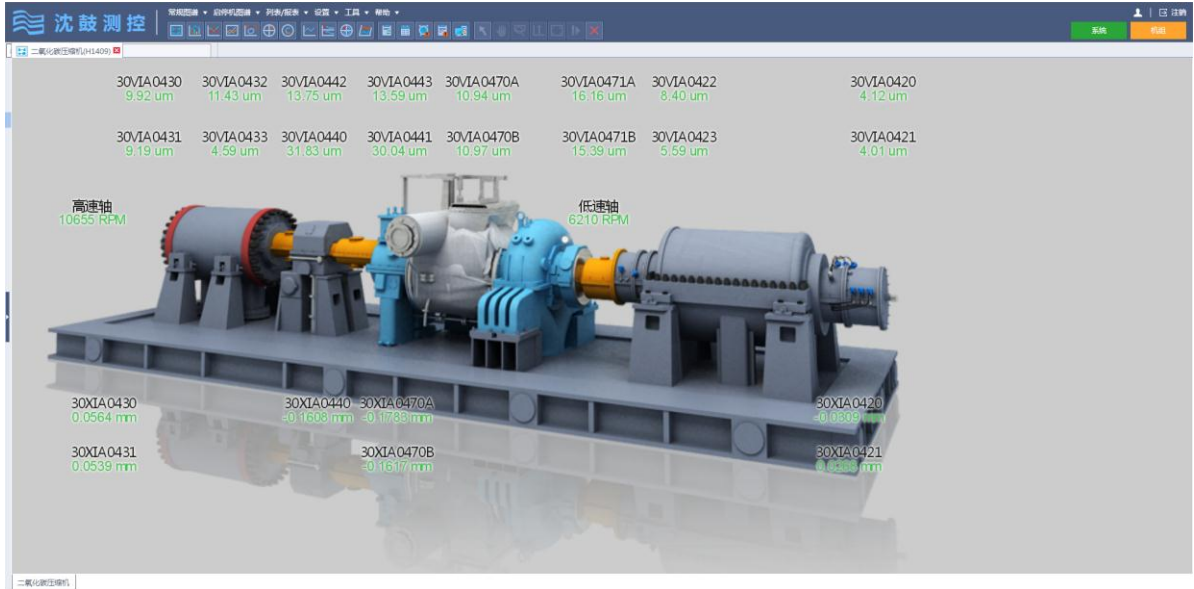 沈鼓测控
常规图谱 启停机图谱 列表/报表 设置 工具 帮助
注销
系统 机组
二氧化碳压缩机(H1409)
30VIA0430 30VIA0432 30VIA0442 30VIA0443 30VIA0470A 30VIA0471A 30VIA0422 30VIA0420
9.92 um 11.43 um 13.75 um 13.59 um 10.94 um 16.16 um 8.40 um 4.12 um
30VIA0431 30VIA0433 30VIA0440 30VIA0441 30VIA0470B 30VIA0471B 30VIA0423 30VIA0421
9.19 um 4.59 um 31.83 um 30.04 um 10.97 um 15.39 um 5.59 um 4.01 um
高速轴 低速轴
10655 RPM 6210 RPM
30XIA0430 30XIA0440 30XIA0470A 30XIA0420
0.0564 mm -0.1608 mm -0.1783 mm -0.0309 mm
30XIA0431 30XIA0470B 30XIA0421
0.0539 mm -0.1617 mm
二氧化碳压缩机